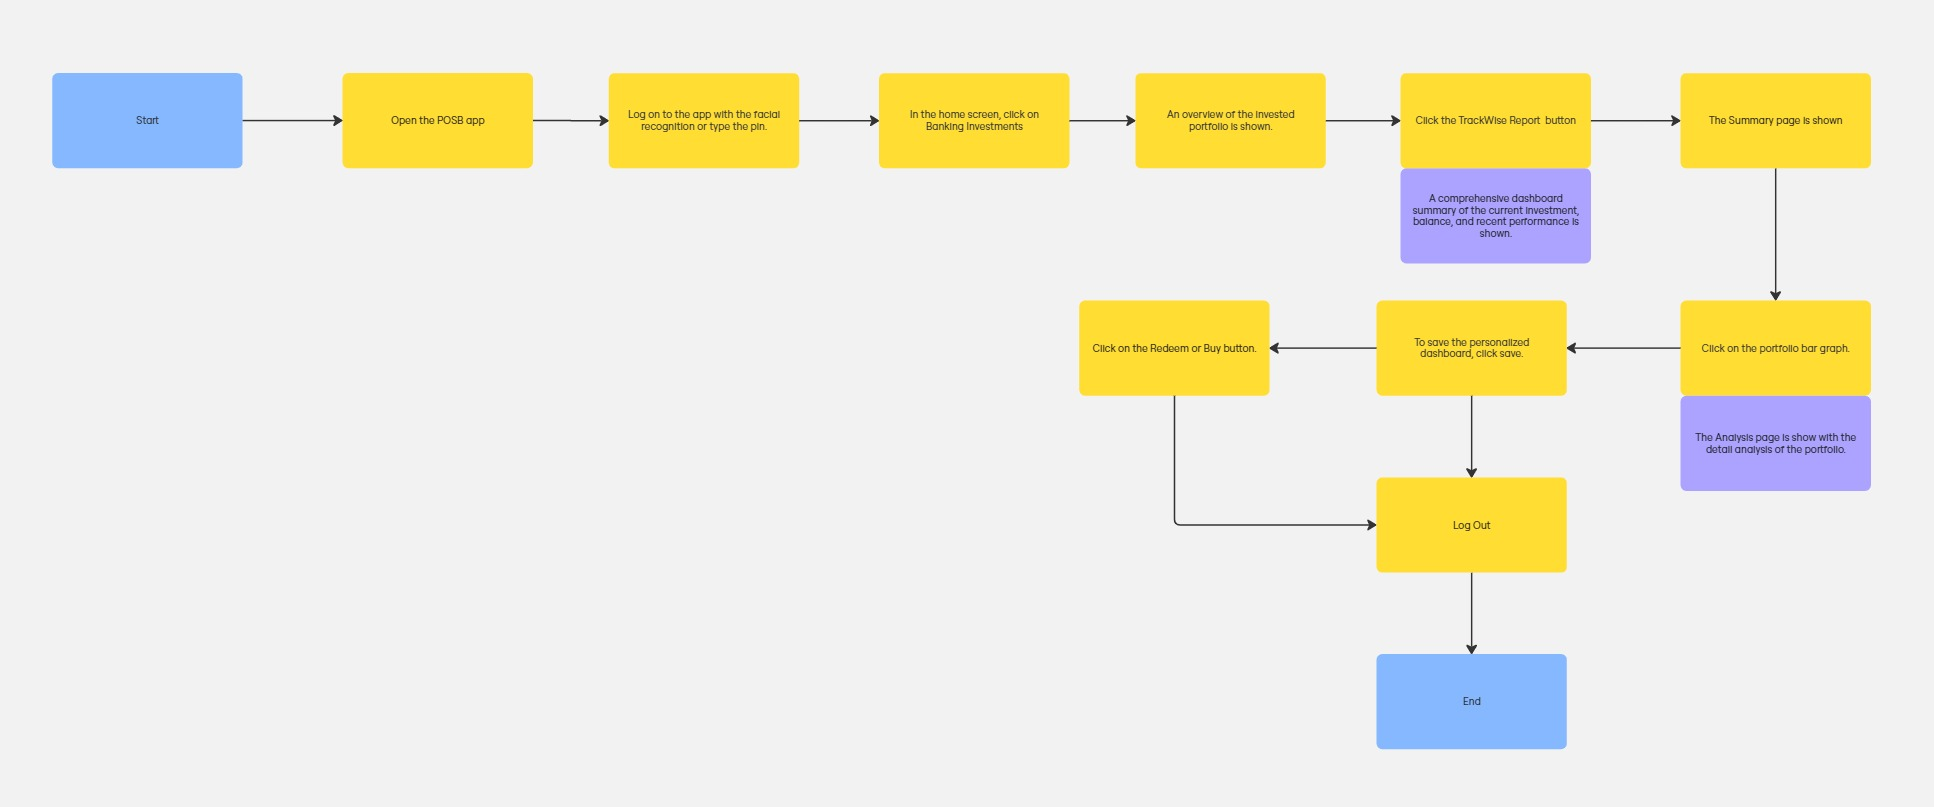 Start
Open the POSB app
Log on to the app with the facial
recognition or type the pin.
In the home screen, click on
Banking Investments
An overview of the invested
portfolio is shown.
Click the TrackWise Report  button
The Summary page is shown
A comprehensive dashboard
summary of the current investment,
balance, and recent performance is
shown.
Click on the Redeem or Buy button.
To save the personalized
dashboard, click save.
Click on the portfolio bar graph.
The Analysis page is show with the
detail analysis of the portfolio.
Log Out
End